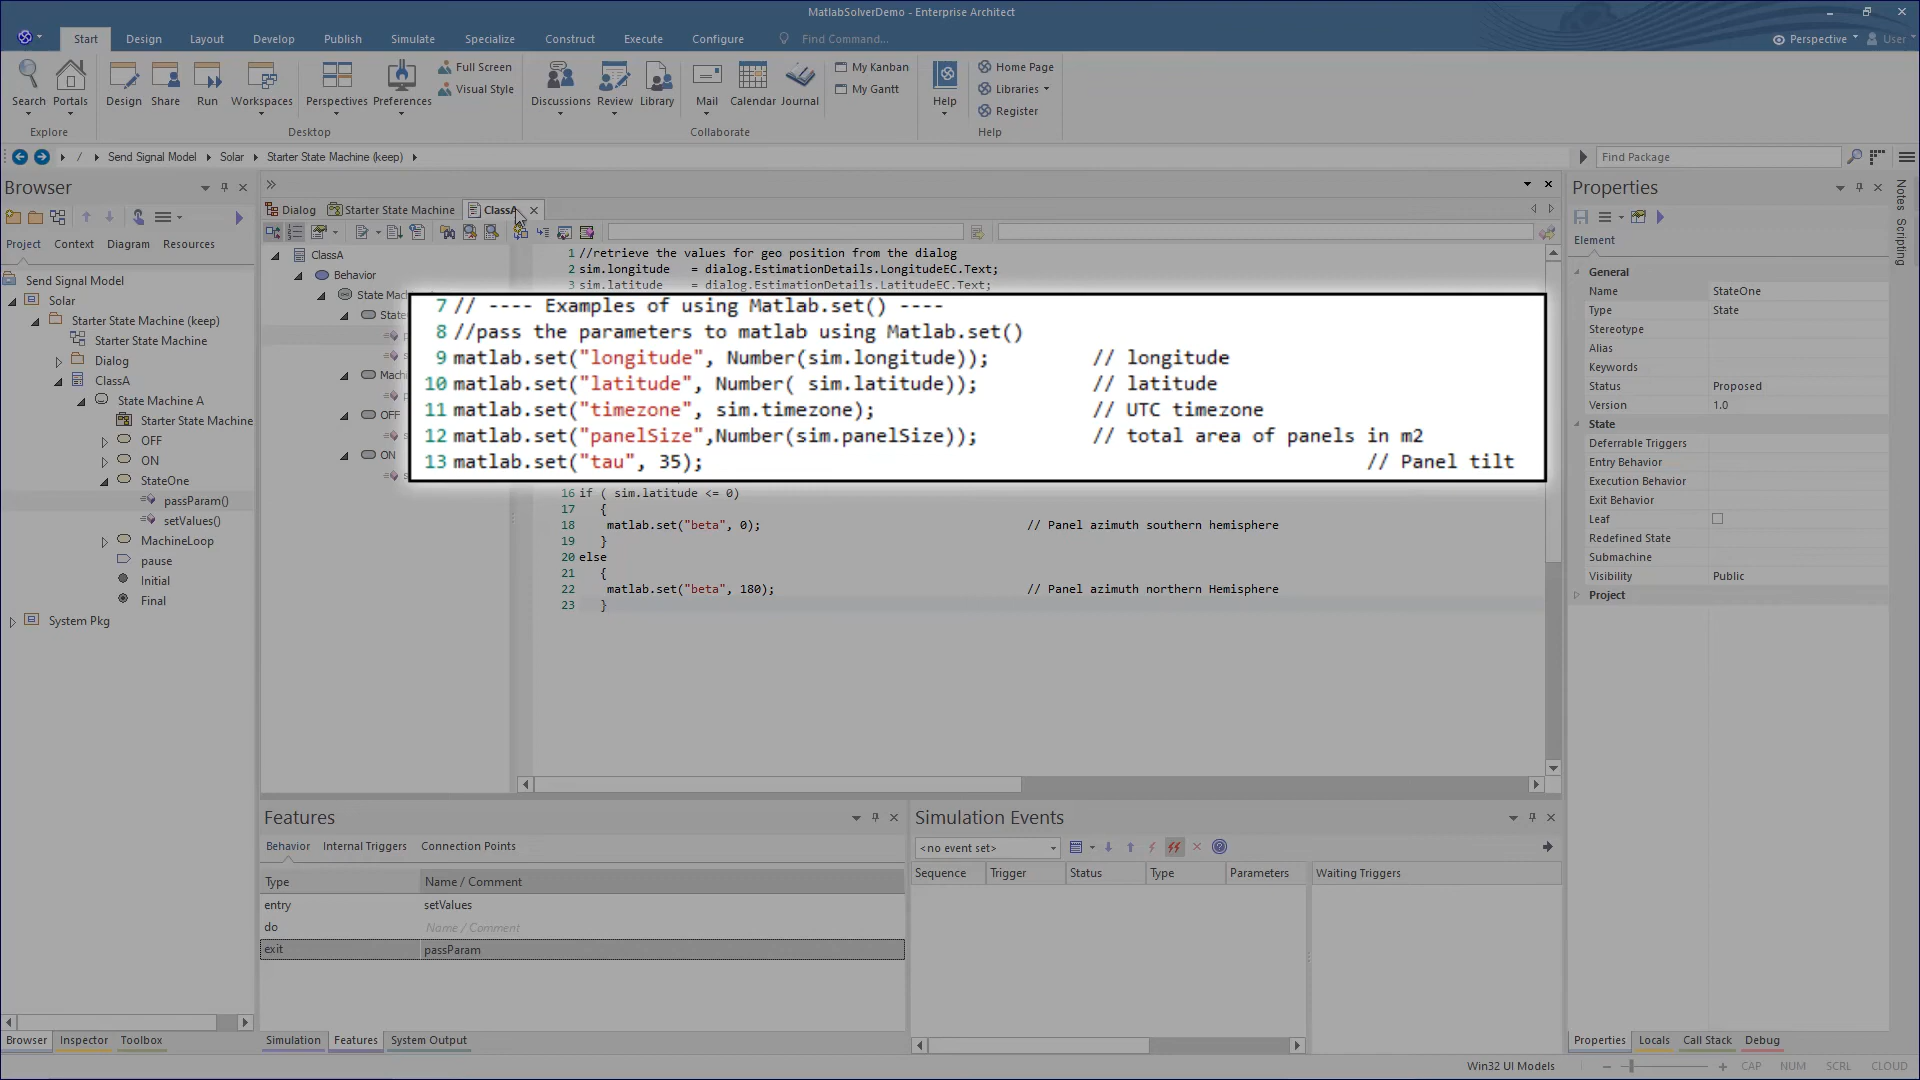 MatlabSolverDemo - Enterprise Architect
Start Design Layout Develop Publish Simulate Specialize Construct Execute Configure Find Command... Perspective User
Search Portals Design Share Run Workspaces Perspectives Preferences Full Screen Visual Style Discussions Review Library Mail Calendar Journal My Kanban My Gantt Help Home Page Libraries Register
Explore Desktop Collaborate Help
/ Send Signal Model Solar Starter State Machine (keep) Find Package
Browser
Project Context Diagram Resources
Send Signal Model
Solar
Starter State Machine (keep)
Starter State Machine
Dialog
ClassA
State Machine A
Starter State Machine
OFF
ON
StateOne
passParam()
setValues()
MachineLoop
pause
Initial
Final
System Pkg
Browser Inspector Toolbox
Dialog Starter State Machine ClassA
ClassA
Behavior
State Mac
State
Machi
OFF
ON
1 //retrieve the values for geo position from the dialog
2 sim.longitude = dialog.EstimationDetails.LongitudeEC.Text;
3 sim.latitude = dialog.EstimationDetails.LatitudeEC.Text;
7 // ---- Examples of using Matlab.set() ----
8 //pass the parameters to matlab using Matlab.set()
9 matlab.set("longitude", Number(sim.longitude)); // longitude
10 matlab.set("latitude", Number( sim.latitude)); // latitude
11 matlab.set("timezone", sim.timezone); // UTC timezone
12 matlab.set("panelSize",Number(sim.panelSize)); // total area of panels in m2
13 matlab.set("tau", 35); // Panel tilt
16 if ( sim.latitude <= 0)
17 {
18 matlab.set("beta", 0); // Panel azimuth southern hemisphere
19 }
20 else
21 {
22 matlab.set("beta", 180); // Panel azimuth northern Hemisphere
23 }
Features
Behavior Internal Triggers Connection Points
Type Name / Comment
entry setValues
do Name / Comment
exit passParam
Simulation Features System Output
Simulation Events
<no event set>
Sequence Trigger Status Type Parameters Waiting Triggers
Properties
Element
General
Name StateOne
Type State
Stereotype
Alias
Keywords
Status Proposed
Version 1.0
State
Deferrable Triggers
Entry Behavior
Execution Behavior
Exit Behavior
Leaf
Redefined State
Submachine
Visibility Public
Project
Properties Locals Call Stack Debug
Notes Scripting
Win32 UI Models CAP NUM SCRL CLOUD